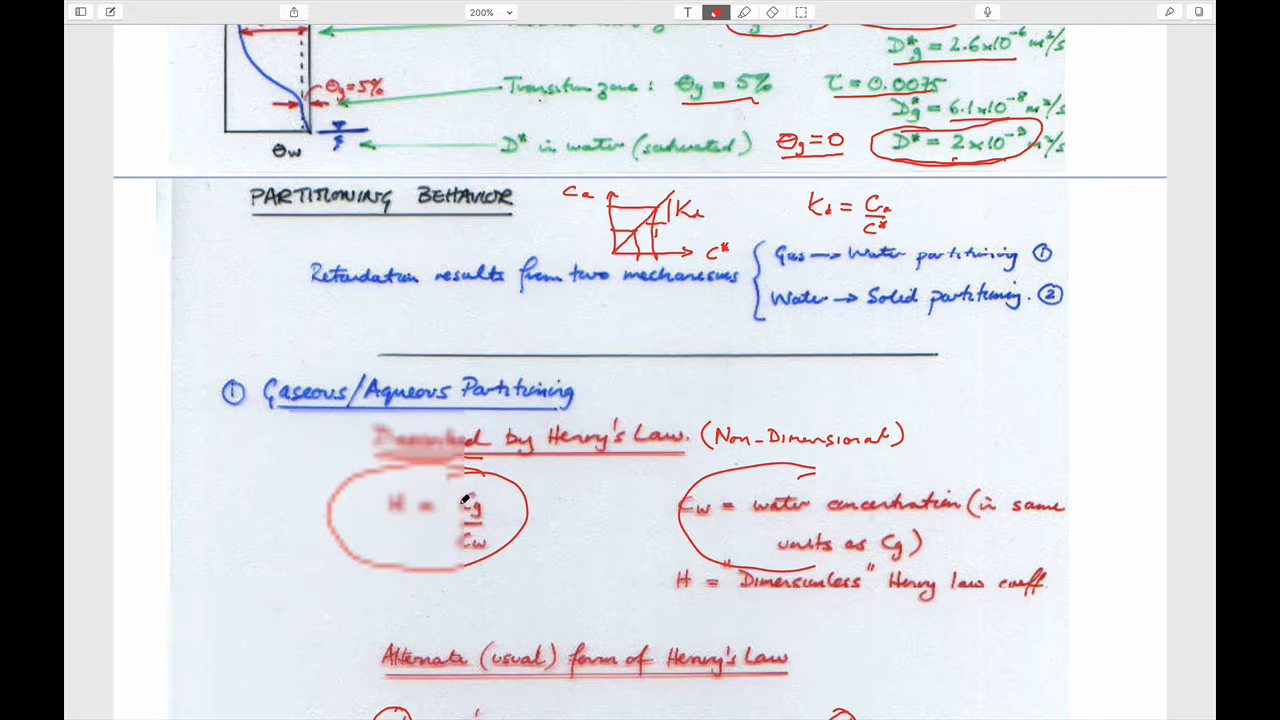 200%
T
D*g = 2.6x10⁻⁶ m²/s
θg = 5%
Transition zone : θg = 5% τ = 0.0075
D*g = 6.1x10⁻⁸ m²/s
θw
D* in water (saturated) θg = 0 D* = 2x10⁻⁹ m²/s
PARTITIONING BEHAVIOR
Ca
Kd
1
C*
Kd = Ca/C*
Retardation results from two mechanisms
Gas → Water partitioning ①
Water → Solid partitioning. ②
① Gaseous/Aqueous Partitioning
Described by Henry's Law. (Non-Dimensional)
H = Cg/Cw
Cw = water concentration (in same
units as Cg)
H = "Dimensionless" Henry law coeff.
Alternate (usual) form of Henry's Law